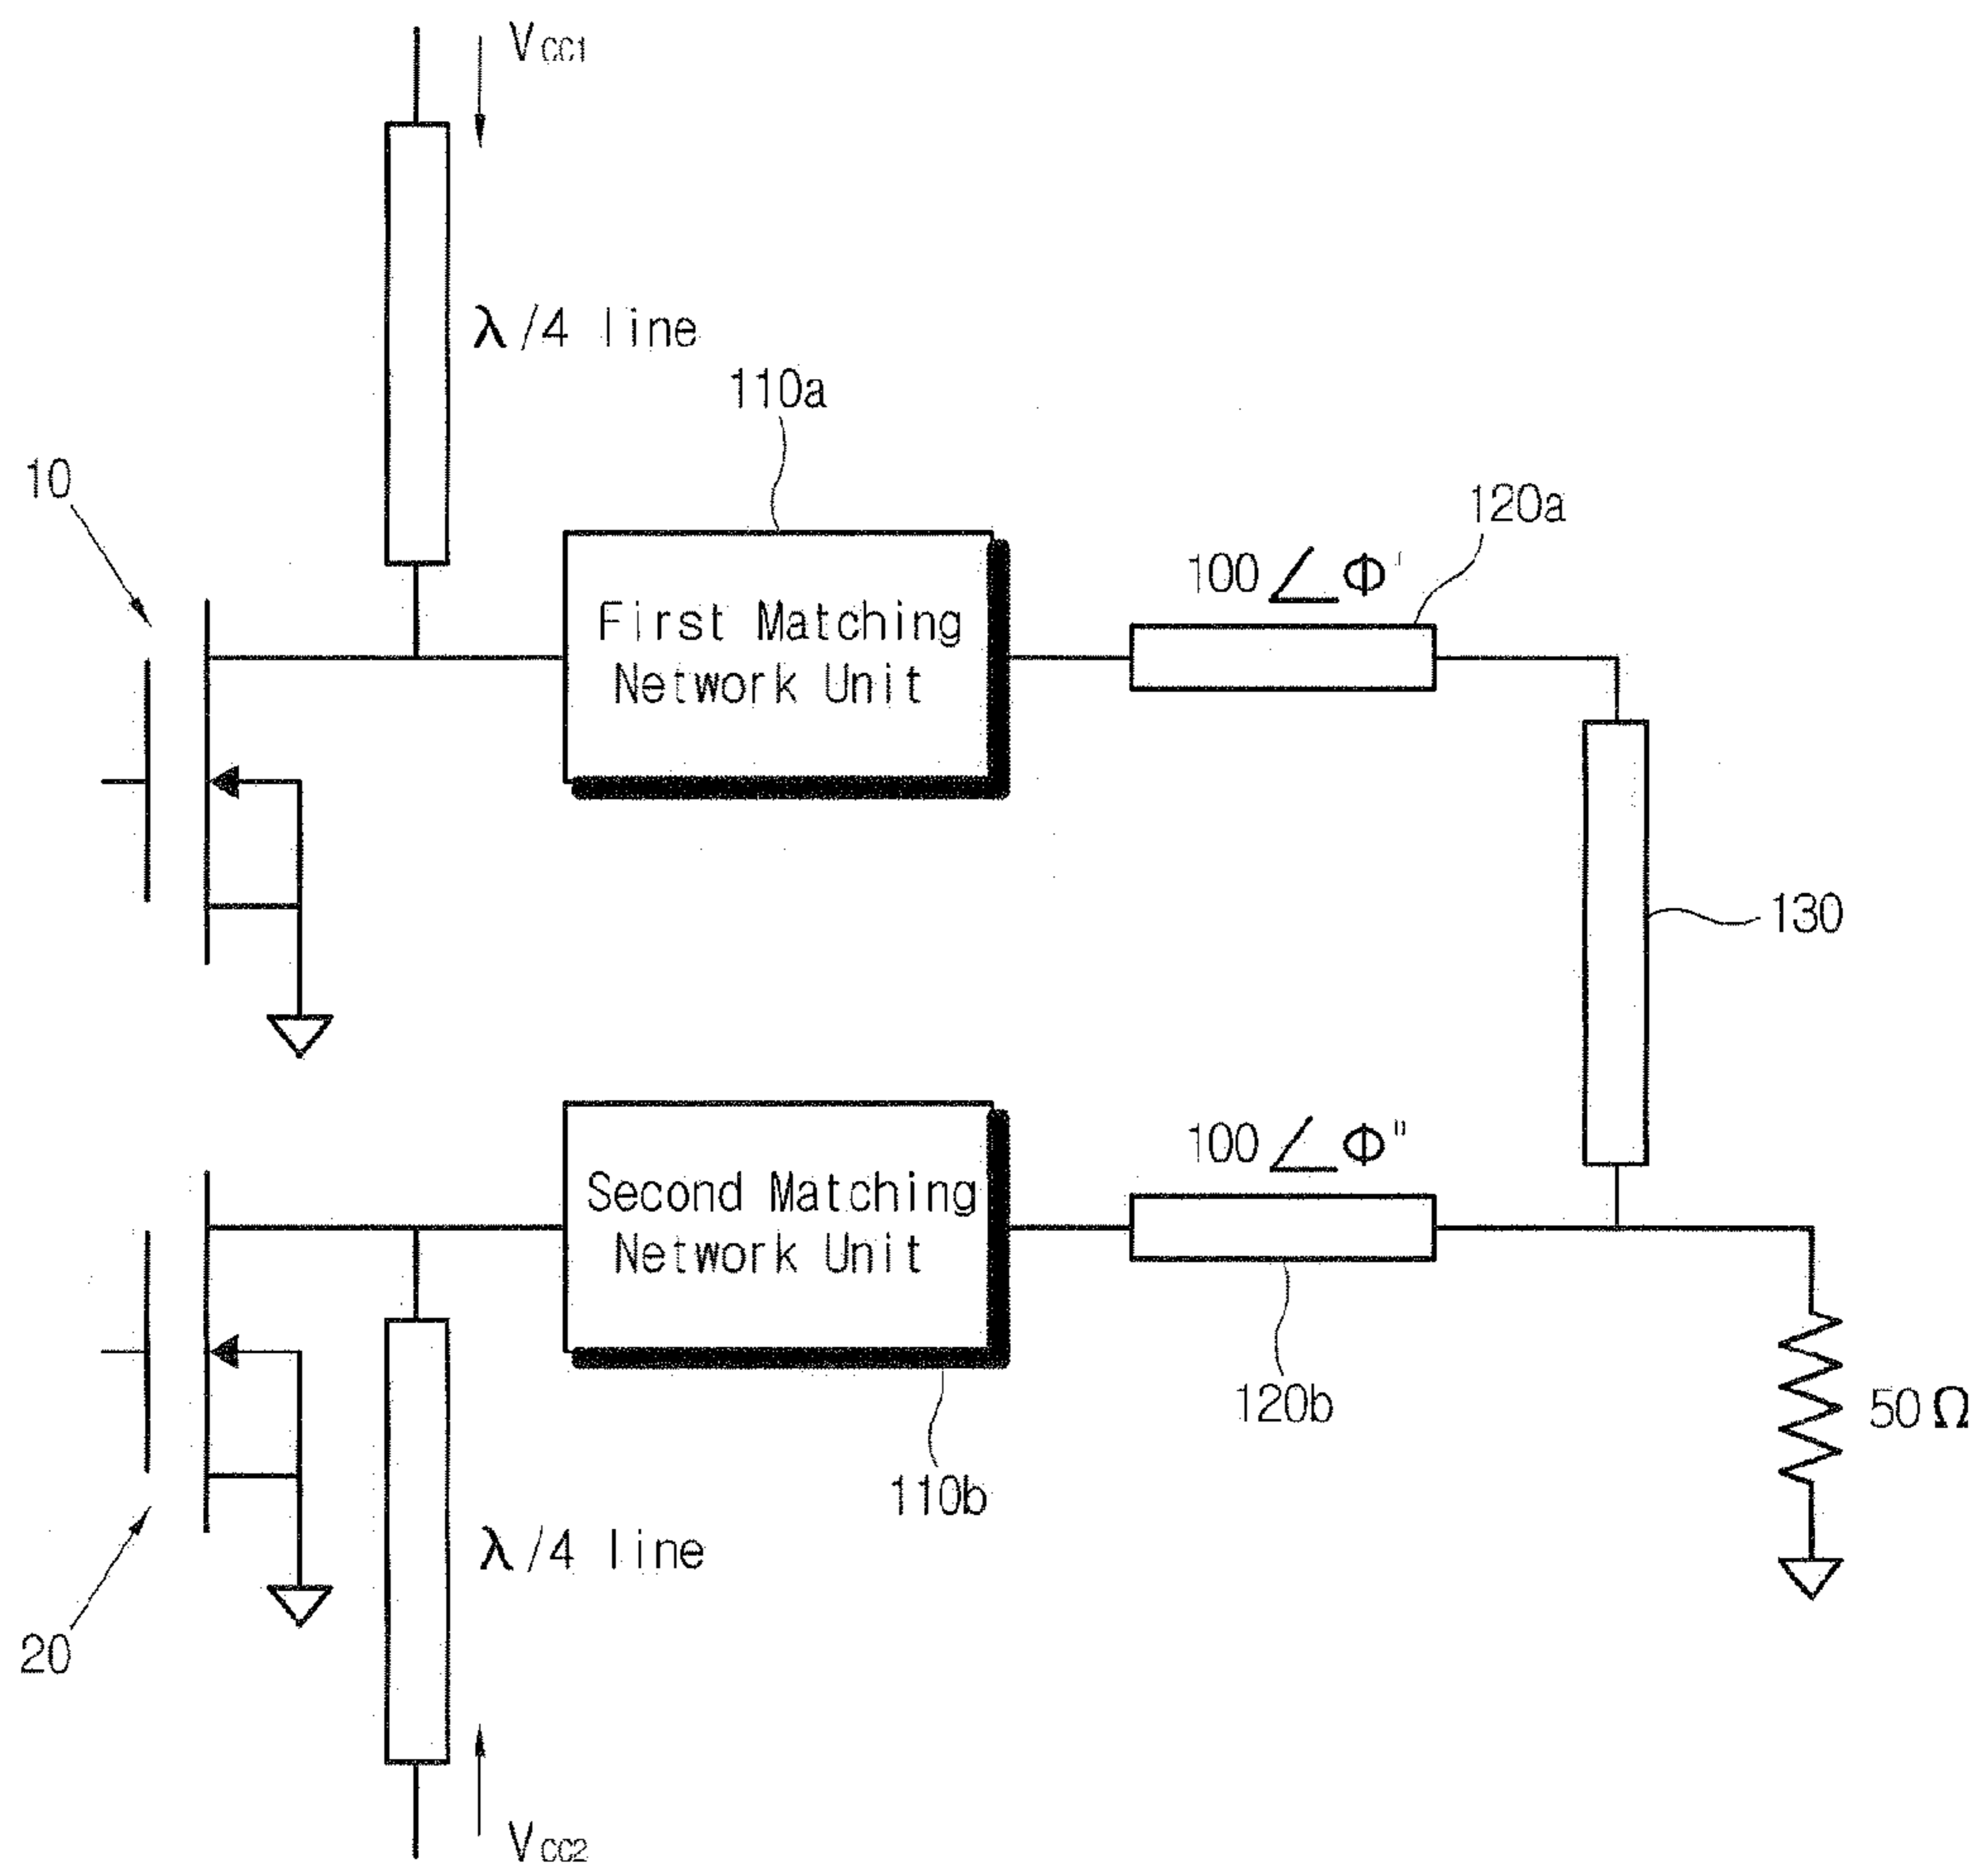 VCC1
λ/4 line
110a
10
120a
100∠Φ'
First Matching
Network Unit
130
100∠Φ"
Second Matching
Network Unit
120b
50Ω
110b
λ/4 line
20
VCC2